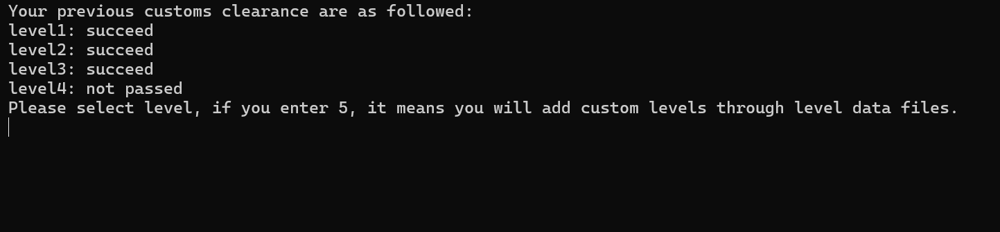 Your previous customs clearance are as followed:
level1: succeed
level2: succeed
level3: succeed
level4: not passed
Please select level, if you enter 5, it means you will add custom levels through level data files.